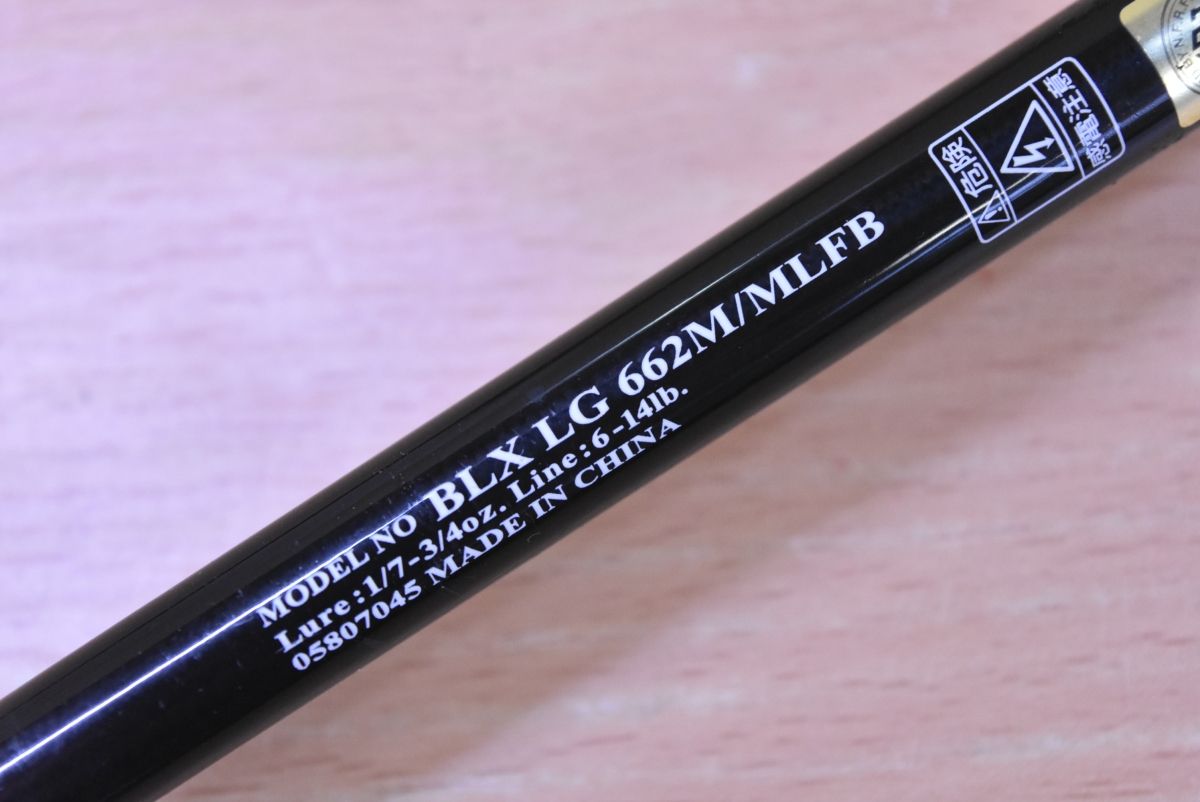 MODEL NO BLX LG 662M/MLFB
Lure:1/7-3/4oz. Line:6-14lb.
05807045 MADE IN CHINA
危険
感電注意